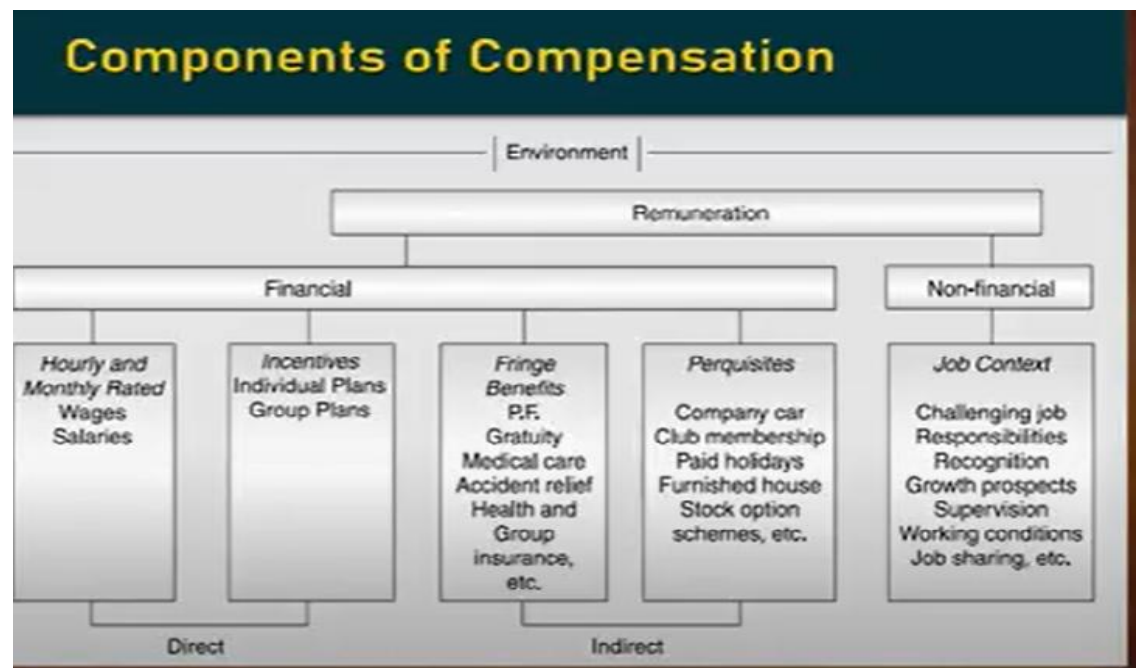 Components of Compensation
Environment
Remuneration
Financial
Non-financial
Hourly and
Monthly Rated
Wages
Salaries
Incentives
Individual Plans
Group Plans
Fringe
Benefits
P.F.
Gratuity
Medical care
Accident relief
Health and
Group
insurance,
etc.
Perquisites
Company car
Club membership
Paid holidays
Furnished house
Stock option
schemes, etc.
Job Context
Challenging job
Responsibilities
Recognition
Growth prospects
Supervision
Working conditions
Job sharing, etc.
Direct
Indirect